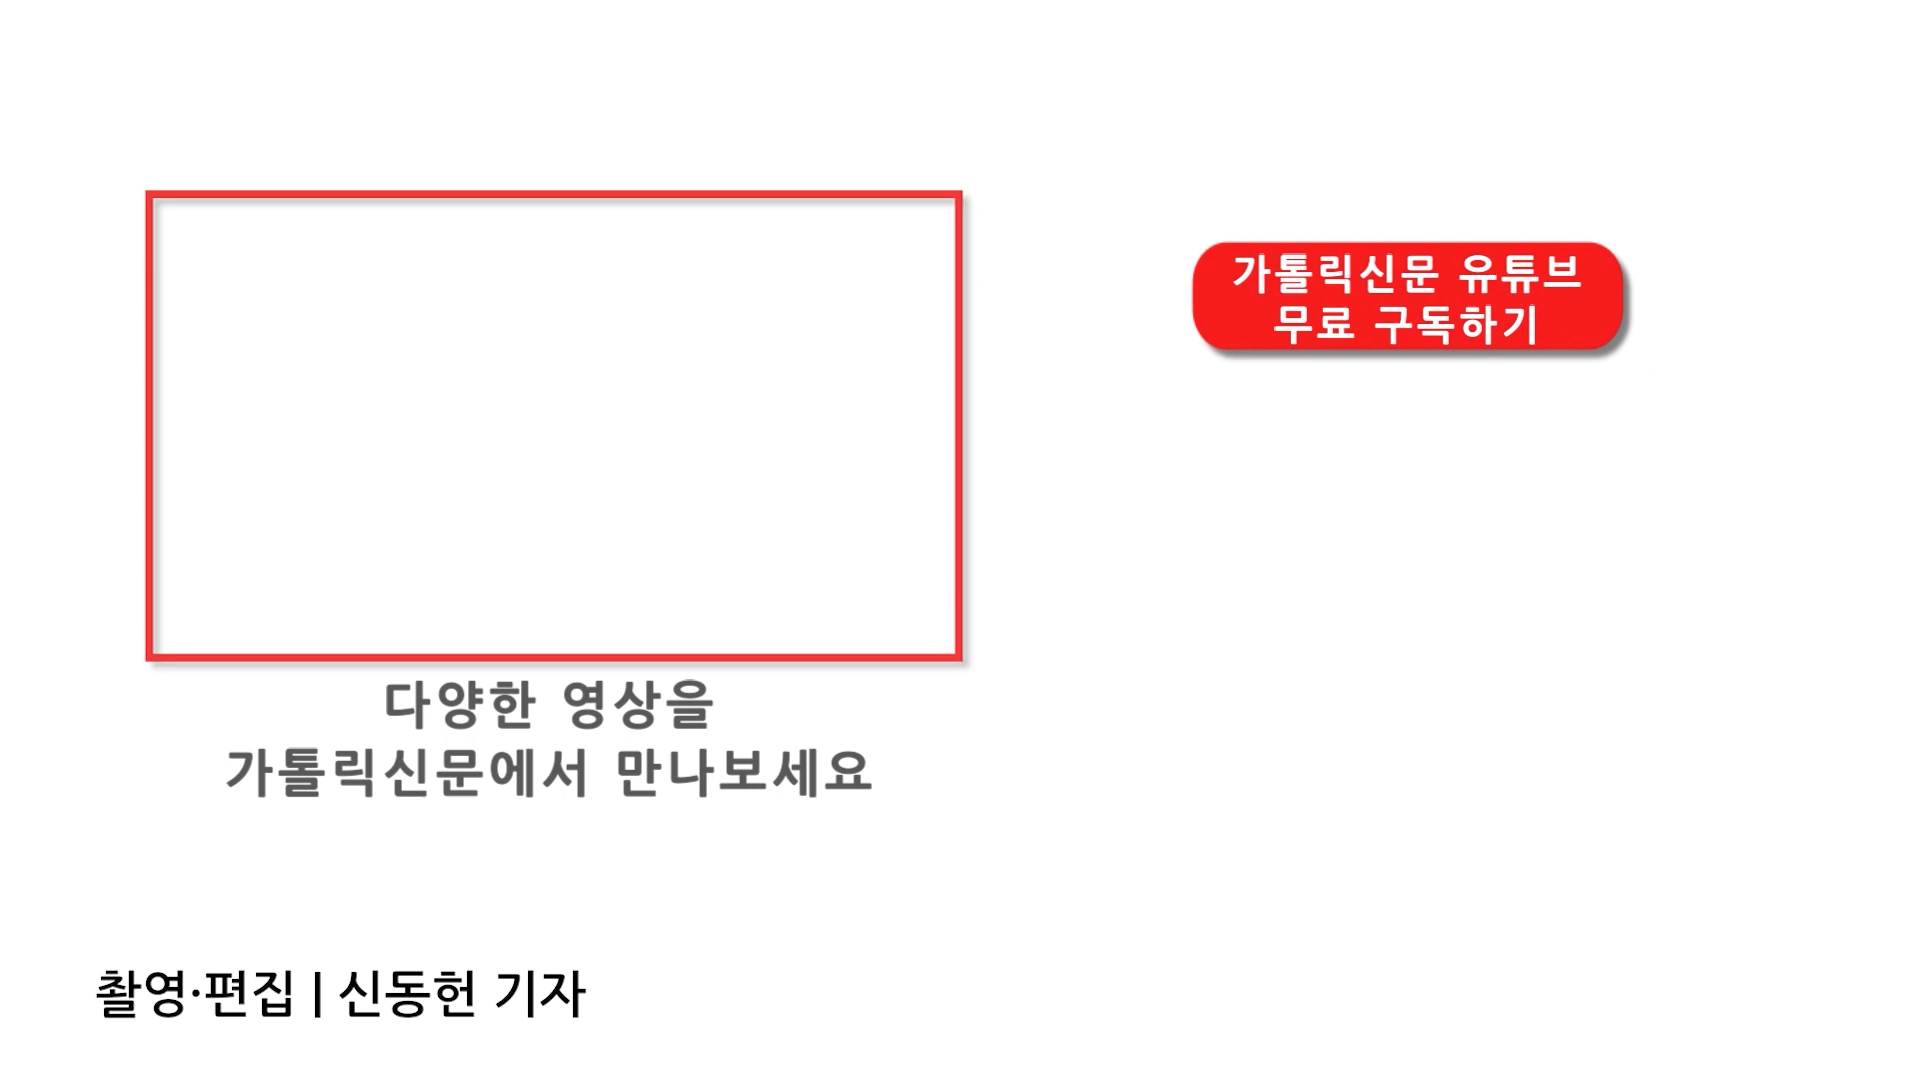 가톨릭신문 유튜브
무료 구독하기
다양한 영상을
가톨릭신문에서 만나보세요
촬영·편집 | 신동헌 기자